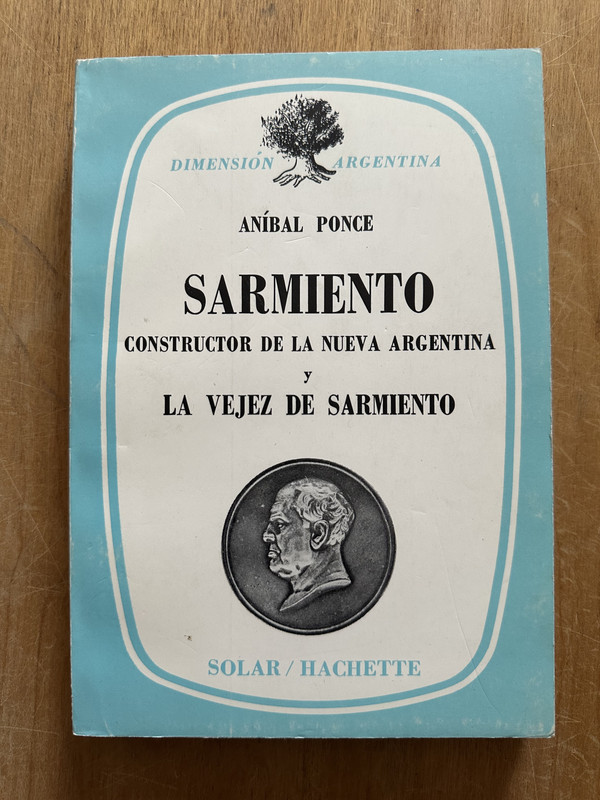 DIMENSIÓN ARGENTINA
ANÍBAL PONCE
SARMIENTO
CONSTRUCTOR DE LA NUEVA ARGENTINA
y
LA VEJEZ DE SARMIENTO
SOLAR / HACHETTE